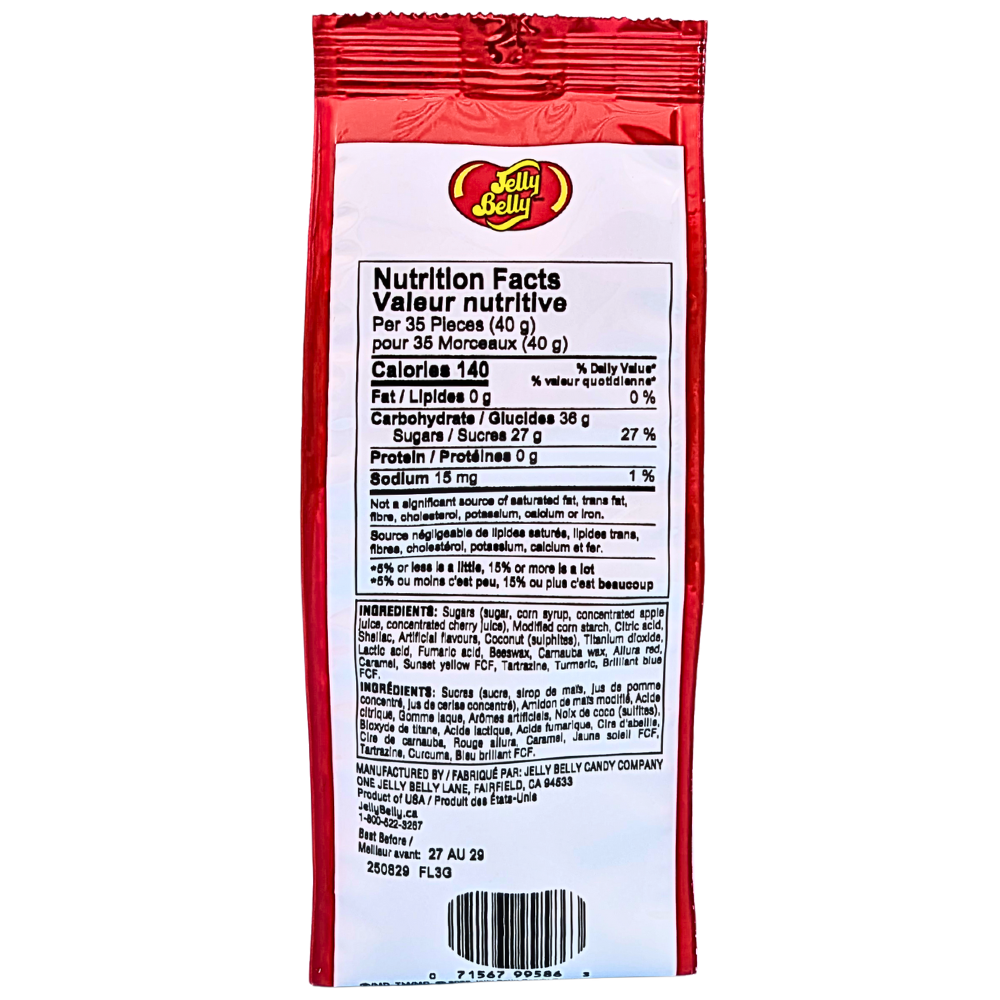 Jelly
Belly
Nutrition Facts
Valeur nutritive
Per 35 Pieces (40 g)
pour 35 Morceaux (40 g)
Calories 140
% Daily Value*
% valeur quotidienne*
Fat / Lipides 0 g 0 %
Carbohydrate / Glucides 36 g
Sugars / Sucres 27 g 27 %
Protein / Protéines 0 g
Sodium 15 mg 1 %
Not a significant source of saturated fat, trans fat,
fibre, cholesterol, potassium, calcium or iron.
Source négligeable de lipides saturés, lipides trans,
fibres, cholestérol, potassium, calcium et fer.
*5% or less is a little, 15% or more is a lot
*5% ou moins c'est peu, 15% ou plus c'est beaucoup
INGREDIENTS: Sugars (sugar, corn syrup, concentrated apple
juice, concentrated cherry juice), Modified corn starch, Citric acid,
Shellac, Artificial flavours, Coconut (sulphites), Titanium dioxide,
Lactic acid, Fumaric acid, Beeswax, Carnauba wax, Allura red,
Caramel, Sunset yellow FCF, Tartrazine, Turmeric, Brilliant blue
FCF.
INGRÉDIENTS: Sucres (sucre, sirop de maïs, jus de pomme
concentré, jus de cerise concentré), Amidon de maïs modifié, Acide
citrique, Gomme laque, Arômes artificiels, Noix de coco (sulfites),
Bioxyde de titane, Acide lactique, Acide fumarique, Cire d'abeille,
Cire de carnauba, Rouge allura, Caramel, Jaune soleil FCF,
Tartrazine, Curcuma, Bleu brillant FCF.
MANUFACTURED BY / FABRIQUÉ PAR: JELLY BELLY CANDY COMPANY
ONE JELLY BELLY LANE, FAIRFIELD, CA 94533
Product of USA / Produit des États-Unis
JellyBelly.ca
1-800-522-3267
Best Before /
Meilleur avant: 27 AU 29
250829 FL3G
0 71567 99586 3